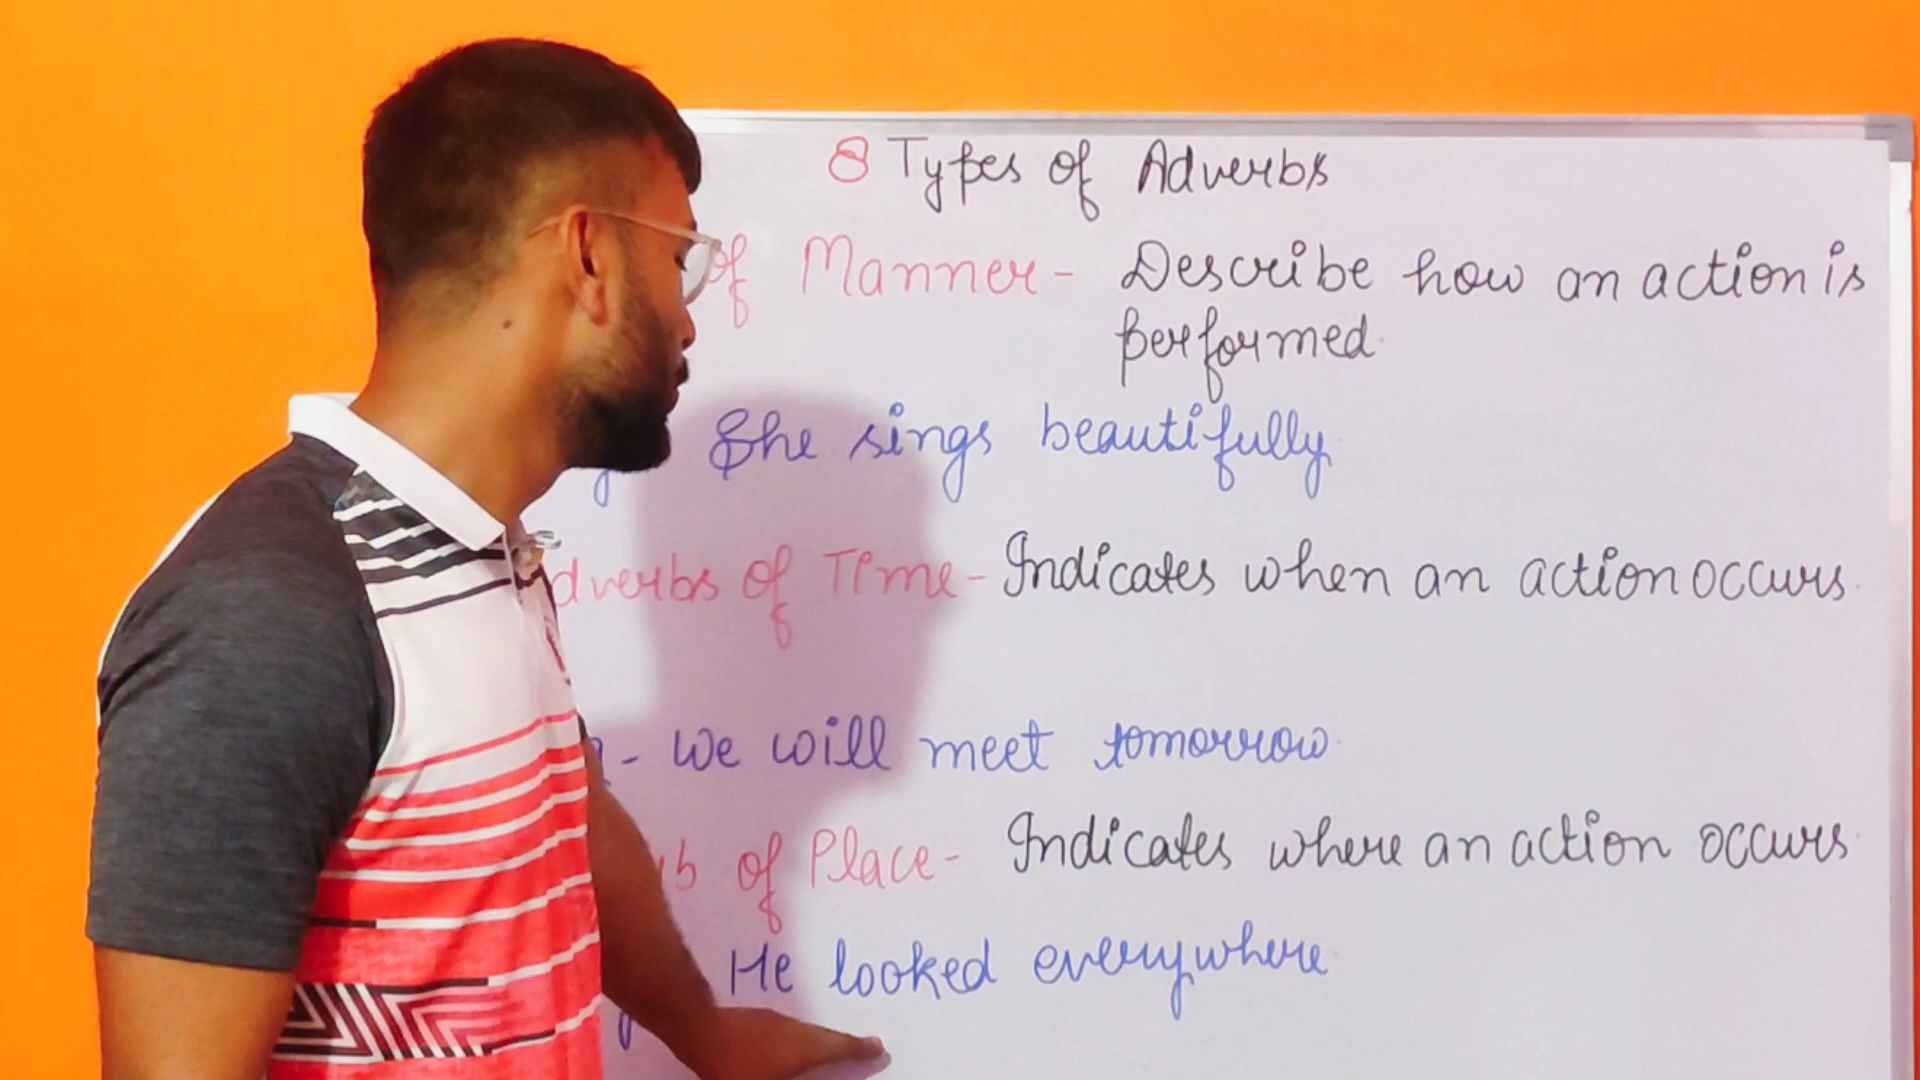 8 Types of Adverbs
of Manner - Describe how an action is
performed.
She sings beautifully
dverbs of Time - Indicates when an action occurs.
- We will meet tomorrow.
b of Place - Indicates where an action occurs.
He looked everywhere.